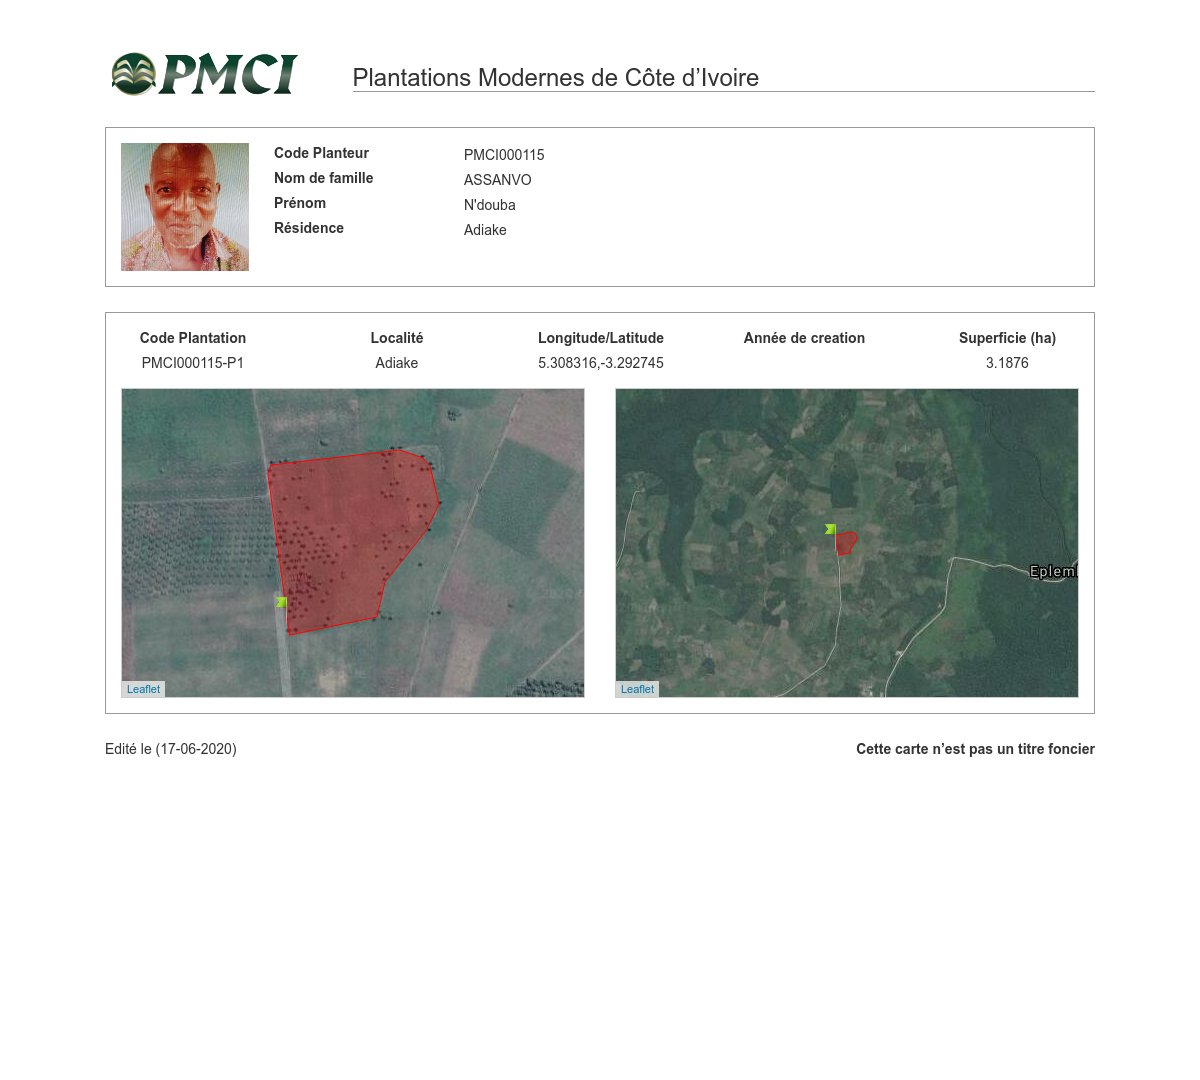 PMCI
Plantations Modernes de Côte d’Ivoire
Code Planteur PMCI000115
Nom de famille ASSANVO
Prénom N'douba
Résidence Adiake
Code Plantation Localité Longitude/Latitude Année de creation Superficie (ha)
PMCI000115-P1 Adiake 5.308316,-3.292745 3.1876
Eplem
Leaflet Leaflet
Edité le (17-06-2020) Cette carte n’est pas un titre foncier